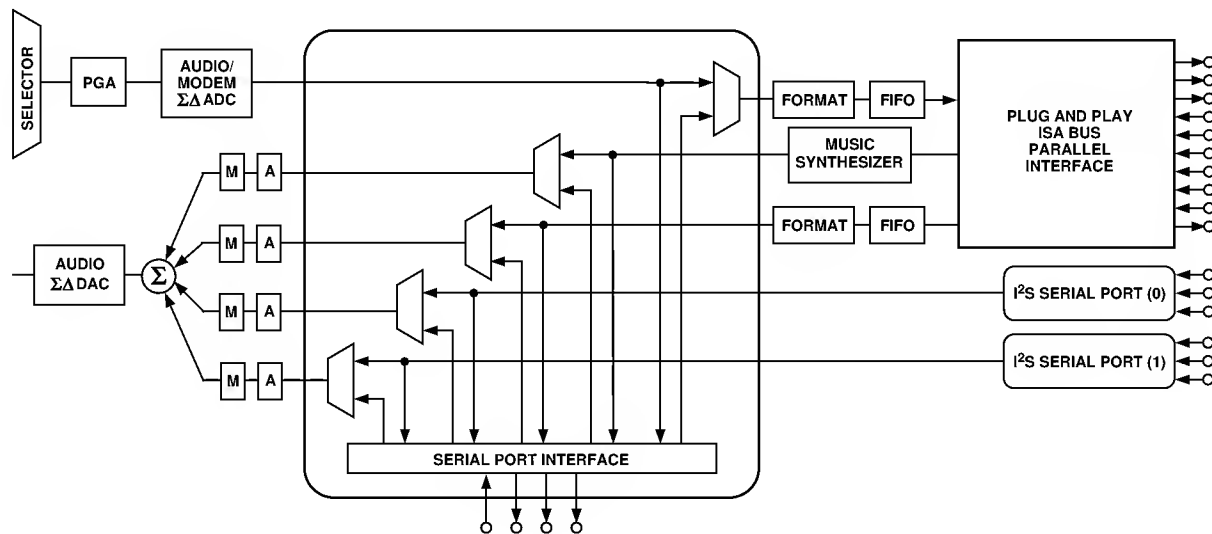 SELECTOR
PGA
AUDIO/
MODEM
ΣΔ ADC
FORMAT
FIFO
PLUG AND PLAY
ISA BUS
PARALLEL
INTERFACE
MUSIC
SYNTHESIZER
M
A
M
A
FORMAT
FIFO
AUDIO
ΣΔ DAC
Σ
M
A
I²S SERIAL PORT (0)
M
A
I²S SERIAL PORT (1)
SERIAL PORT INTERFACE